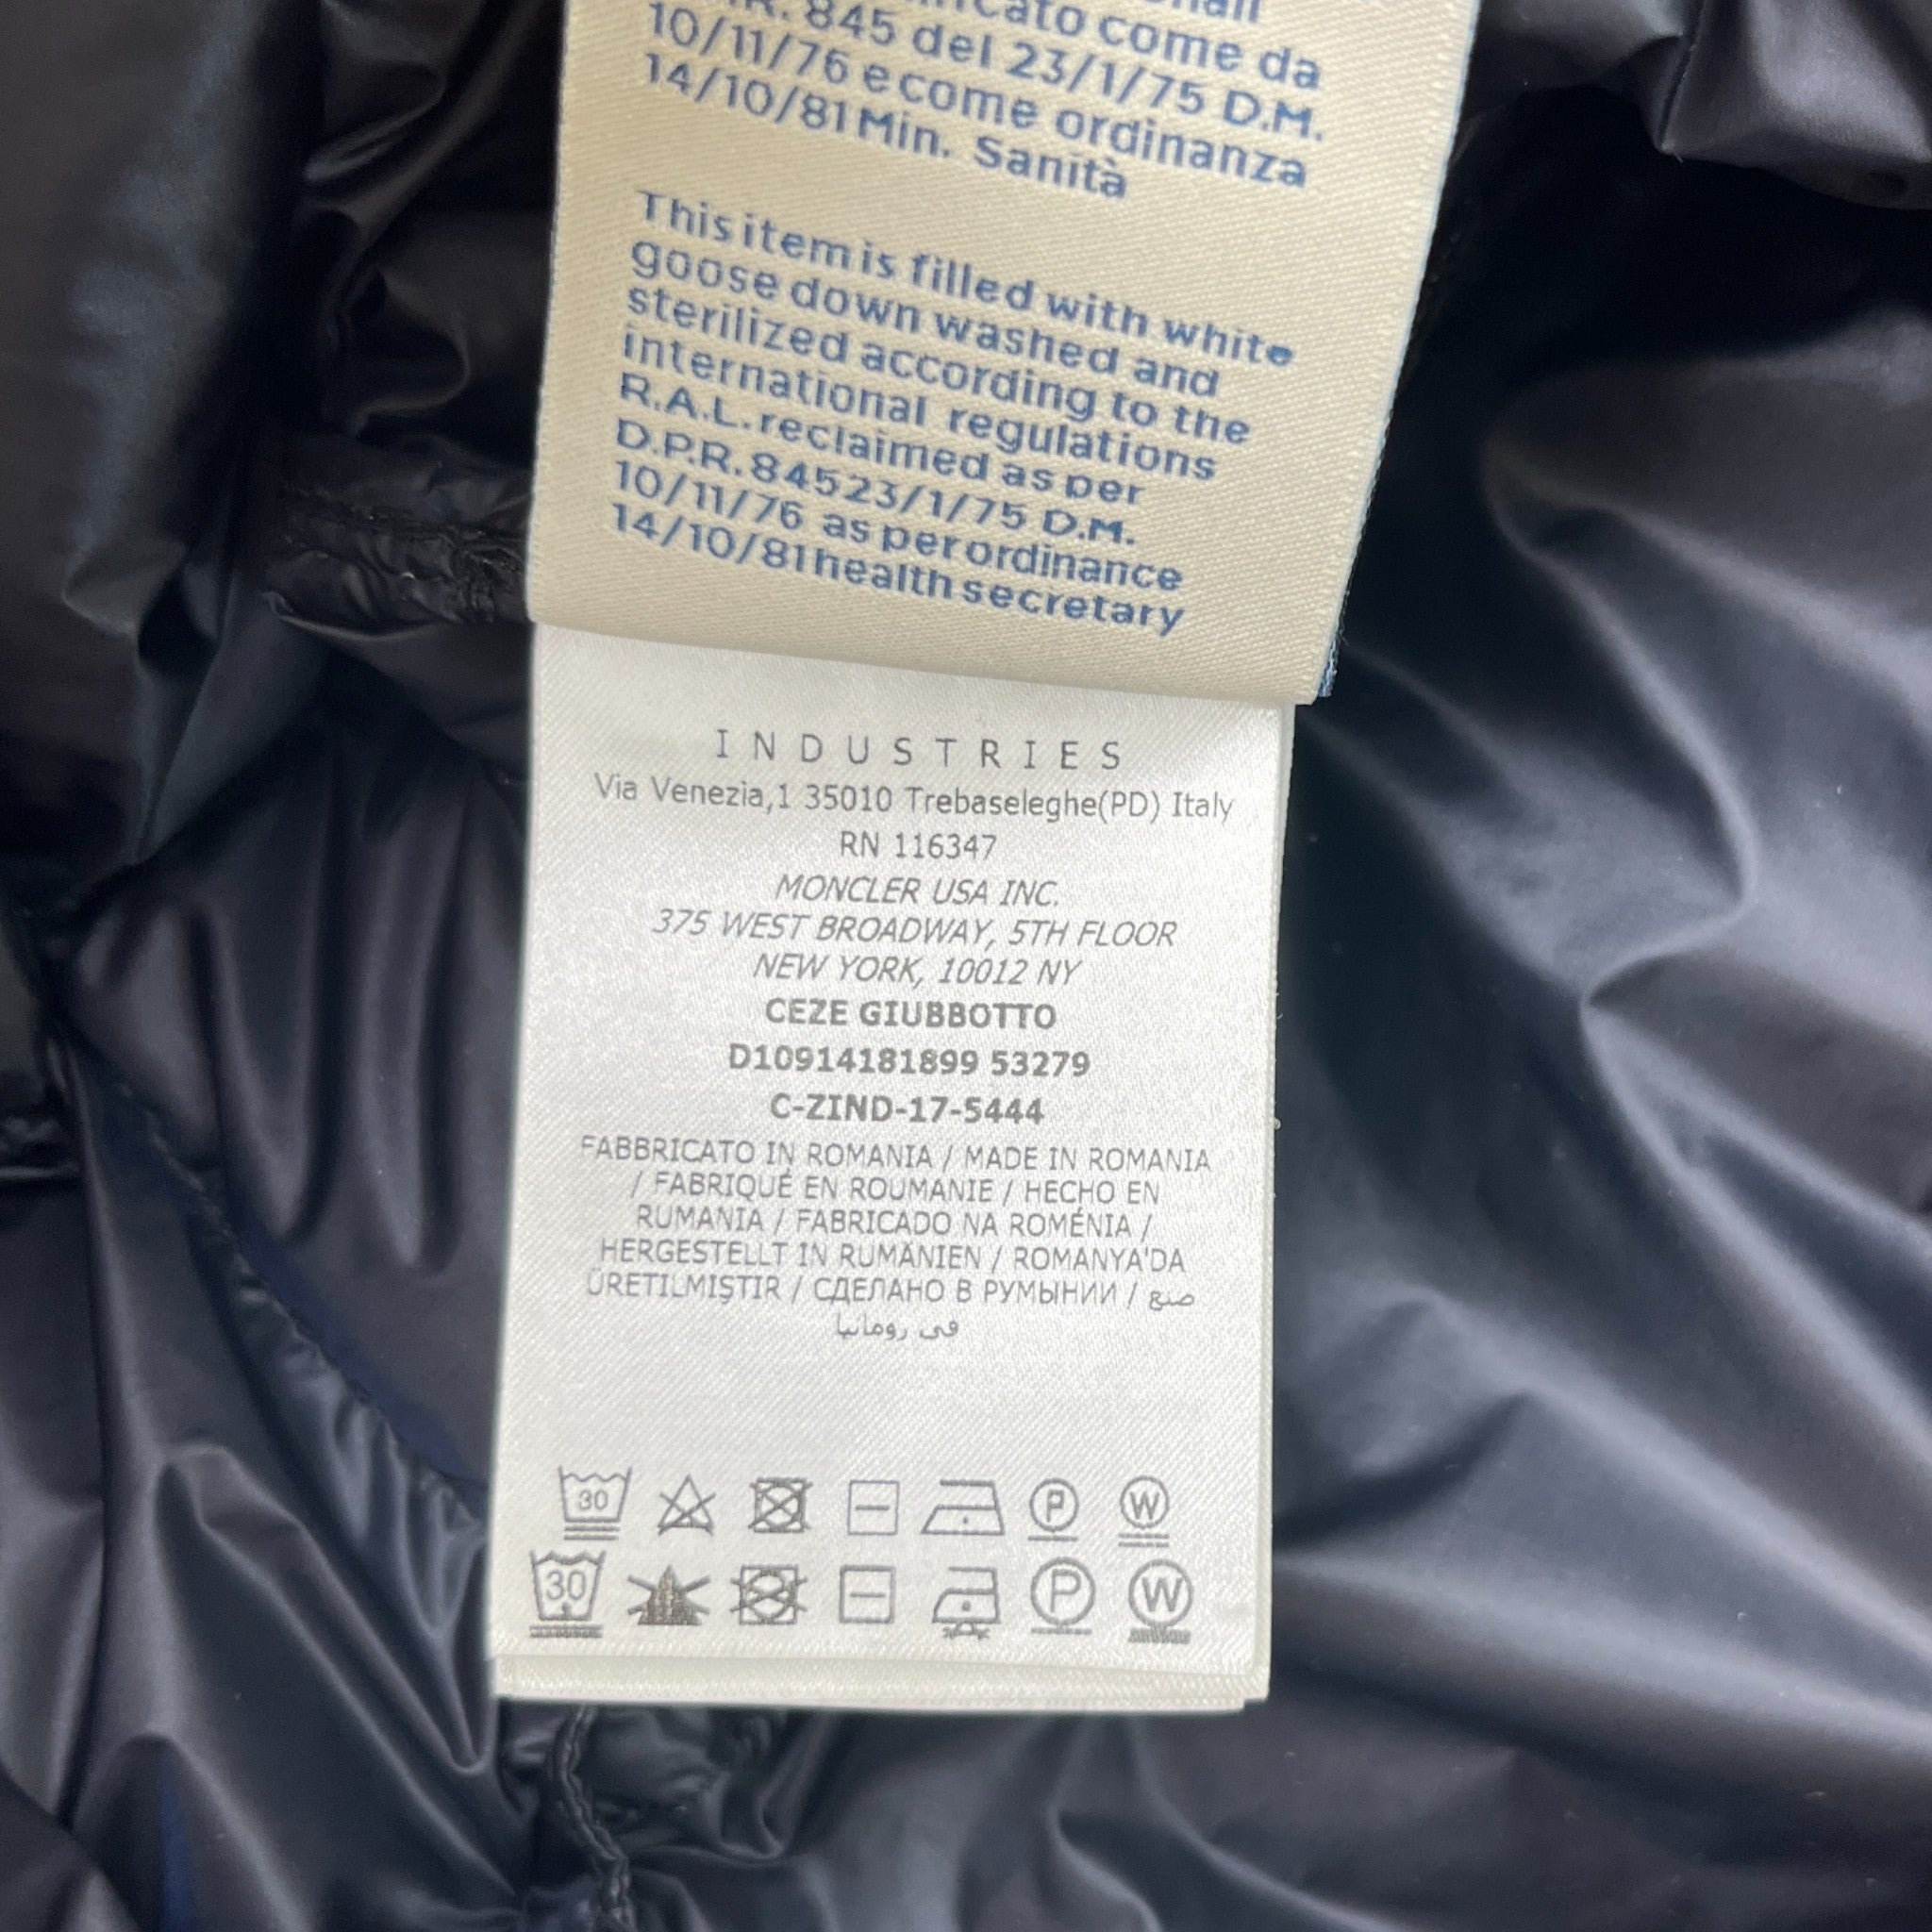 845 del 23/1/75 D.M.
come da
10/11/76 e come ordinanza
14/10/81 Min. Sanità
This item is filled with white
goose down washed and
sterilized according to the
international regulations
R.A.L. reclaimed as per
D.P.R. 845 23/1/75 D.M.
10/11/76 as per ordinance
14/10/81 health secretary
INDUSTRIES
Via Venezia,1 35010 Trebaseleghe(PD) Italy
RN 116347
MONCLER USA INC.
375 WEST BROADWAY, 5TH FLOOR
NEW YORK, 10012 NY
CEZE GIUBBOTTO
D10914181899 53279
C-ZIND-17-5444
FABBRICATO IN ROMANIA / MADE IN ROMANIA
/ FABRIQUÉ EN ROUMANIE / HECHO EN
RUMANIA / FABRICADO NA ROMÉNIA /
HERGESTELLT IN RUMÄNIEN / ROMANYA'DA
ÜRETILMIŞTIR / СДЕЛАНО В РУМЫНИИ / صنع
في رومانيا
30 P W
30 P W